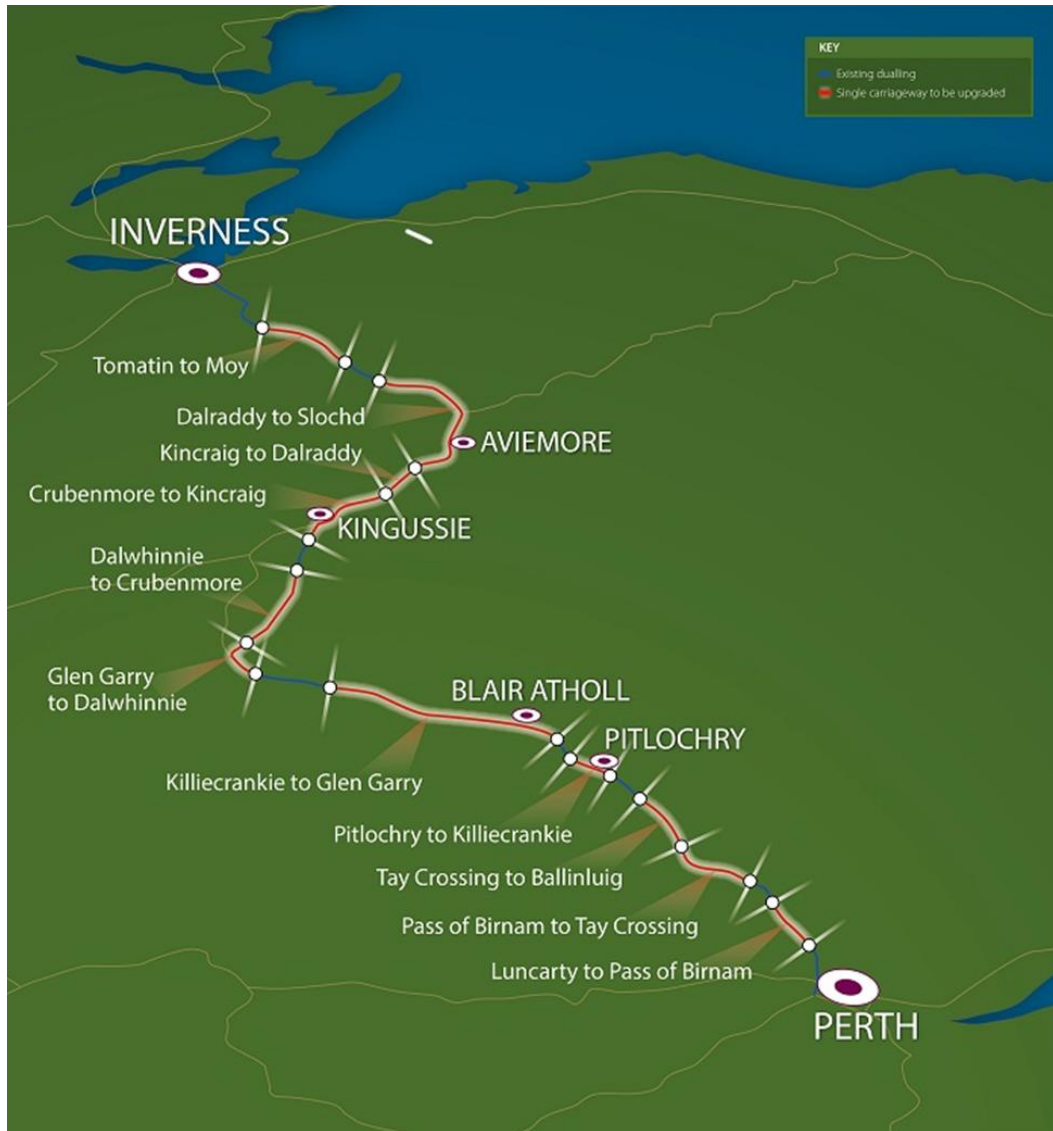 KEY
Existing dualling
Single carriageway to be upgraded
INVERNESS
Tomatin to Moy
Dalraddy to Slochd
AVIEMORE
Kincraig to Dalraddy
Crubenmore to Kincraig
KINGUSSIE
Dalwhinnie
to Crubenmore
Glen Garry
to Dalwhinnie
BLAIR ATHOLL
PITLOCHRY
Killiecrankie to Glen Garry
Pitlochry to Killiecrankie
Tay Crossing to Ballinluig
Pass of Birnam to Tay Crossing
Luncarty to Pass of Birnam
PERTH